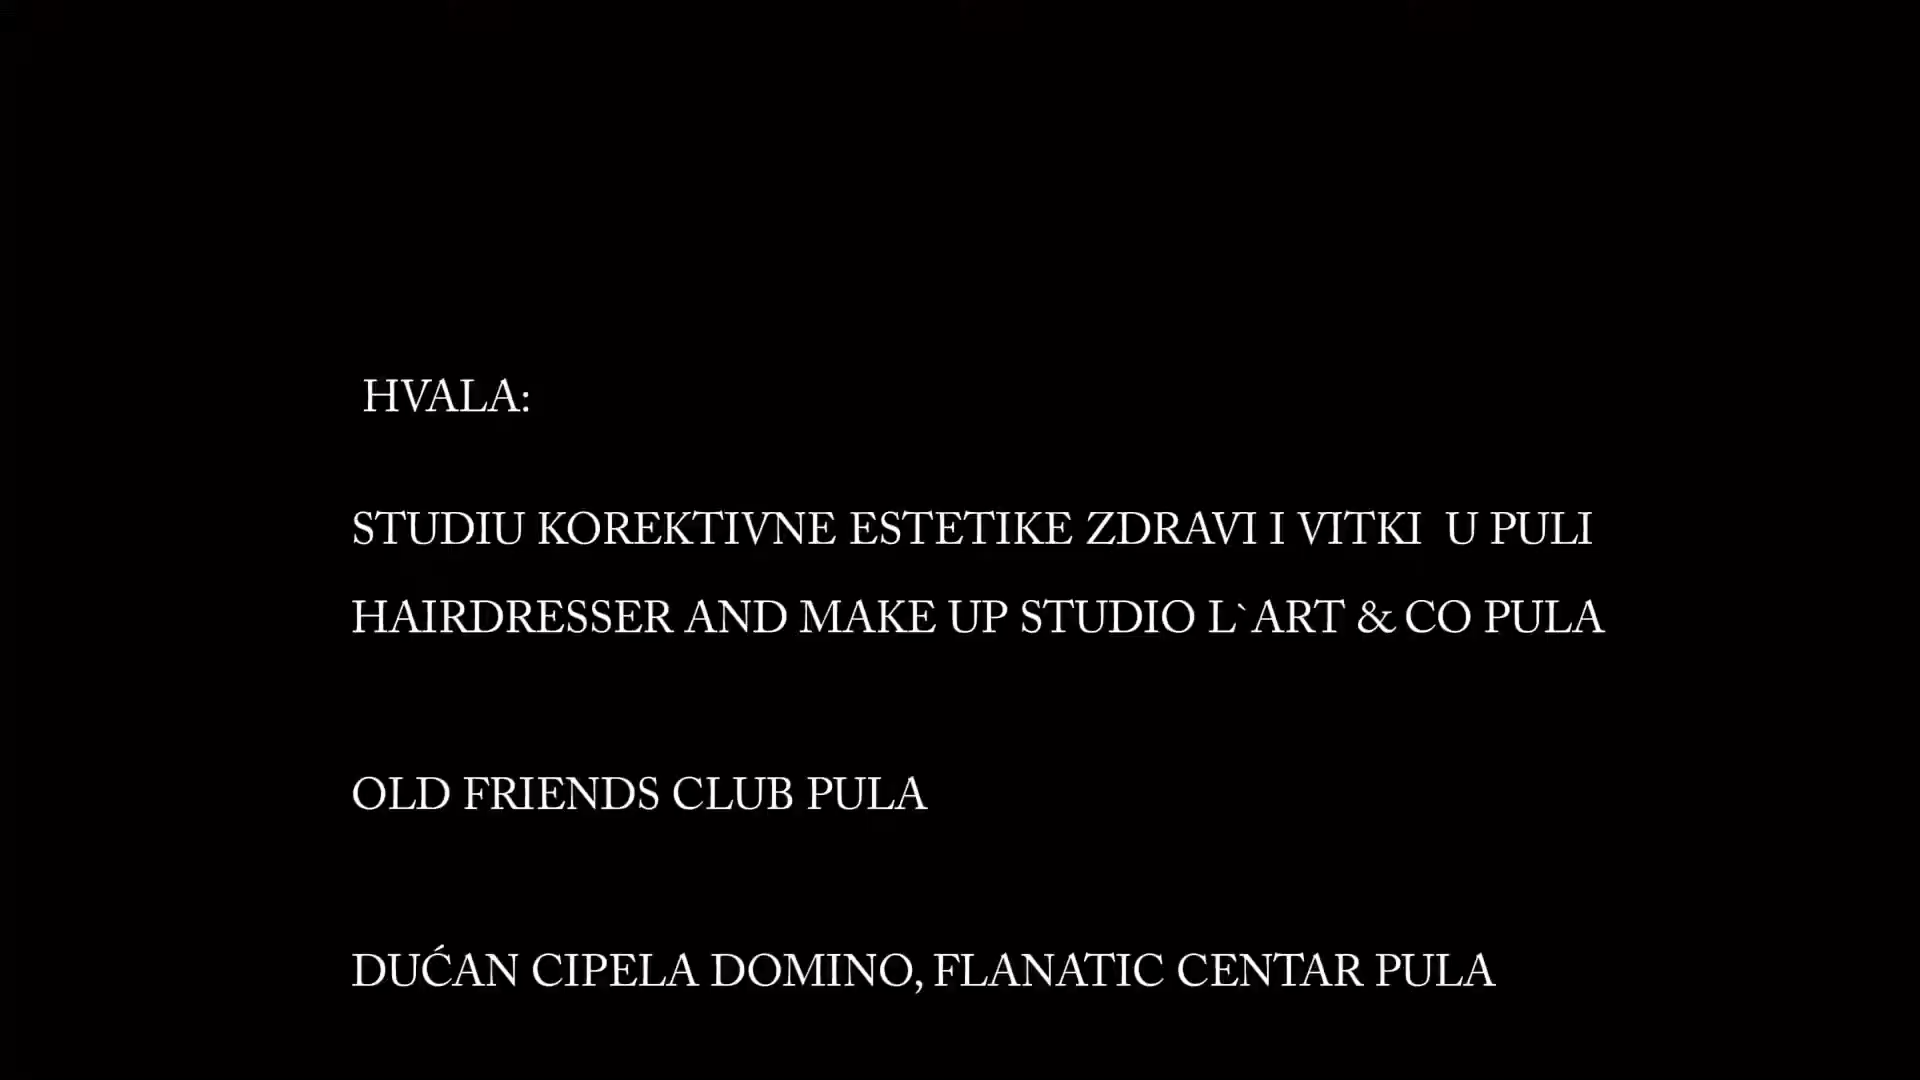 HVALA:
STUDIU KOREKTIVNE ESTETIKE ZDRAVI I VITKI U PULI
HAIRDRESSER AND MAKE UP STUDIO L`ART & CO PULA
OLD FRIENDS CLUB PULA
DUĆAN CIPELA DOMINO, FLANATIC CENTAR PULA